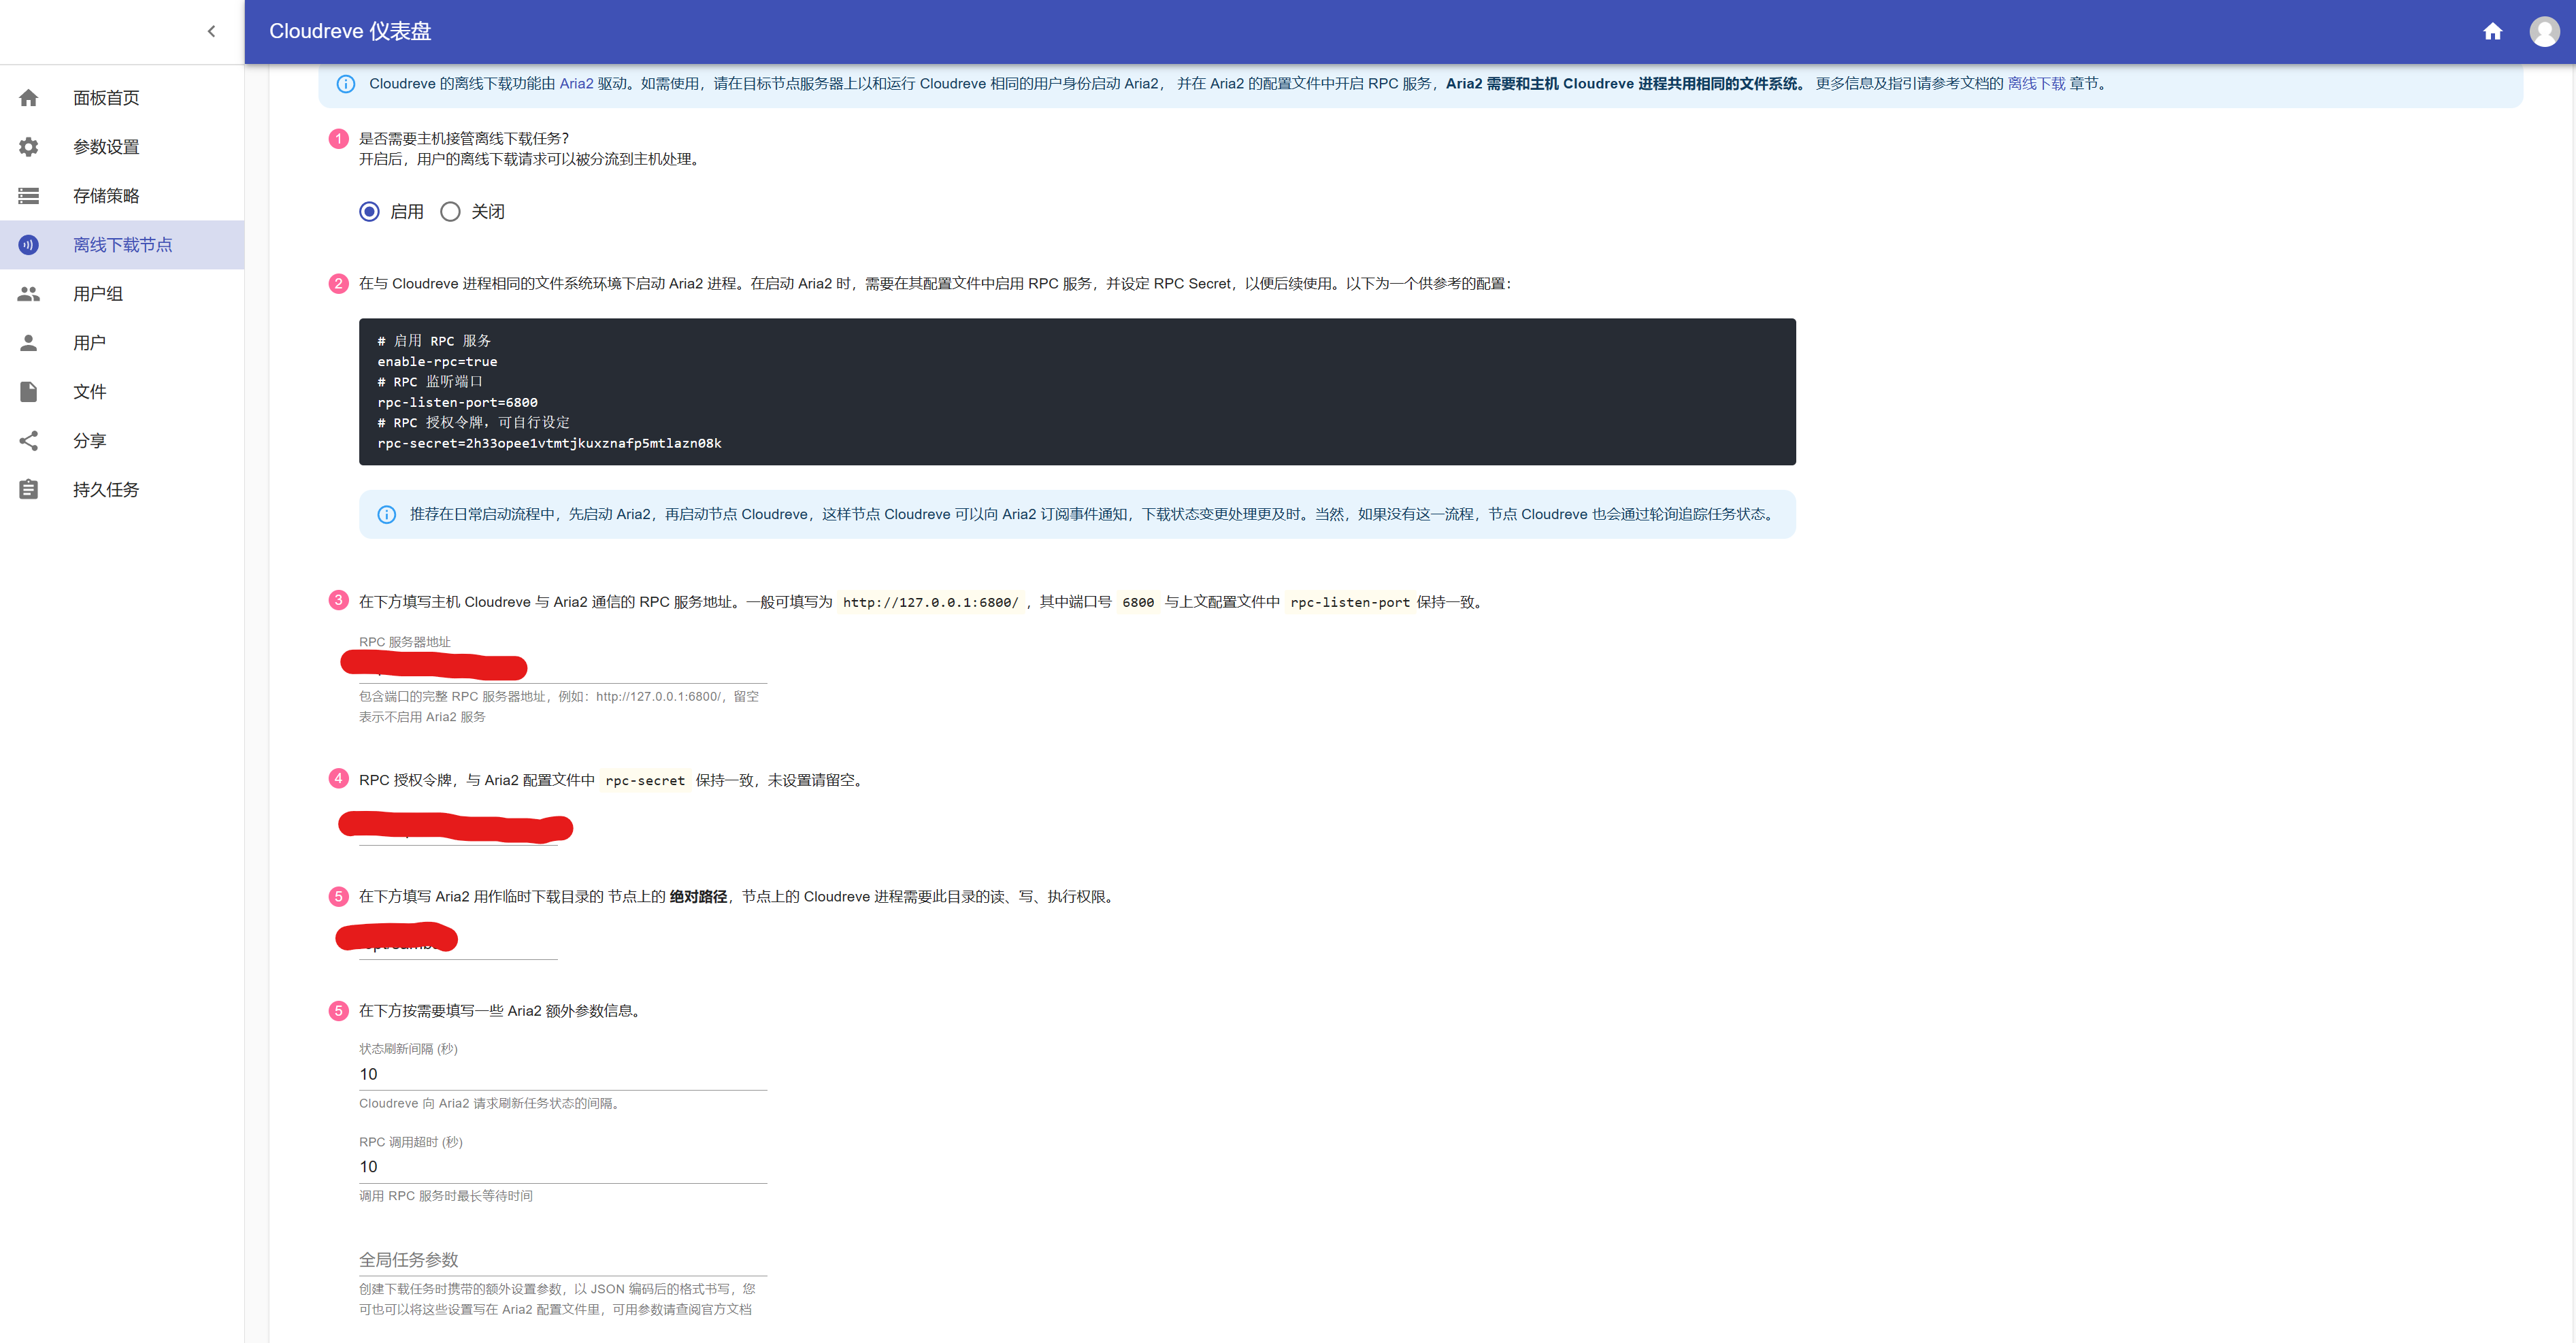 Cloudreve 仪表盘
面板首页
参数设置
存储策略
离线下载节点
用户组
用户
文件
分享
持久任务
Cloudreve 的离线下载功能由 Aria2 驱动。如需使用，请在目标节点服务器上以和运行 Cloudreve 相同的用户身份启动 Aria2， 并在 Aria2 的配置文件中开启 RPC 服务，Aria2 需要和主机 Cloudreve 进程共用相同的文件系统。 更多信息及指引请参考文档的 离线下载 章节。
1 是否需要主机接管离线下载任务?
开启后，用户的离线下载请求可以被分流到主机处理。
启用 关闭
2 在与 Cloudreve 进程相同的文件系统环境下启动 Aria2 进程。在启动 Aria2 时，需要在其配置文件中启用 RPC 服务，并设定 RPC Secret，以便后续使用。以下为一个供参考的配置：
# 启用 RPC 服务
enable-rpc=true
# RPC 监听端口
rpc-listen-port=6800
# RPC 授权令牌，可自行设定
rpc-secret=2h33opee1vtmtjkuxznafp5mtlazn08k
推荐在日常启动流程中，先启动 Aria2，再启动节点 Cloudreve，这样节点 Cloudreve 可以向 Aria2 订阅事件通知，下载状态变更处理更及时。当然，如果没有这一流程，节点 Cloudreve 也会通过轮询追踪任务状态。
3 在下方填写主机 Cloudreve 与 Aria2 通信的 RPC 服务地址。一般可填写为 http://127.0.0.1:6800/ ，其中端口号 6800 与上文配置文件中 rpc-listen-port 保持一致。
RPC 服务器地址
包含端口的完整 RPC 服务器地址，例如：http://127.0.0.1:6800/，留空
表示不启用 Aria2 服务
4 RPC 授权令牌，与 Aria2 配置文件中 rpc-secret 保持一致，未设置请留空。
5 在下方填写 Aria2 用作临时下载目录的 节点上的 绝对路径，节点上的 Cloudreve 进程需要此目录的读、写、执行权限。
5 在下方按需要填写一些 Aria2 额外参数信息。
状态刷新间隔 (秒)
10
Cloudreve 向 Aria2 请求刷新任务状态的间隔。
RPC 调用超时 (秒)
10
调用 RPC 服务时最长等待时间
全局任务参数
创建下载任务时携带的额外设置参数，以 JSON 编码后的格式书写，您
可也可以将这些设置写在 Aria2 配置文件里，可用参数请查阅官方文档